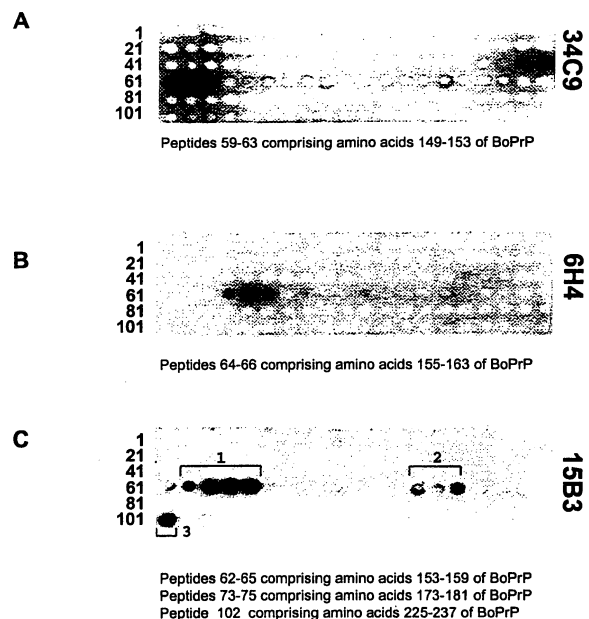 A
1
21
41
61
81
101
34C9
Peptides 59-63 comprising amino acids 149-153 of BoPrP
B
1
21
41
61
81
101
6H4
Peptides 64-66 comprising amino acids 155-163 of BoPrP
C
1
21
41
61
81
101
1
2
3
15B3
Peptides 62-65 comprising amino acids 153-159 of BoPrP
Peptides 73-75 comprising amino acids 173-181 of BoPrP
Peptide 102 comprising amino acids 225-237 of BoPrP